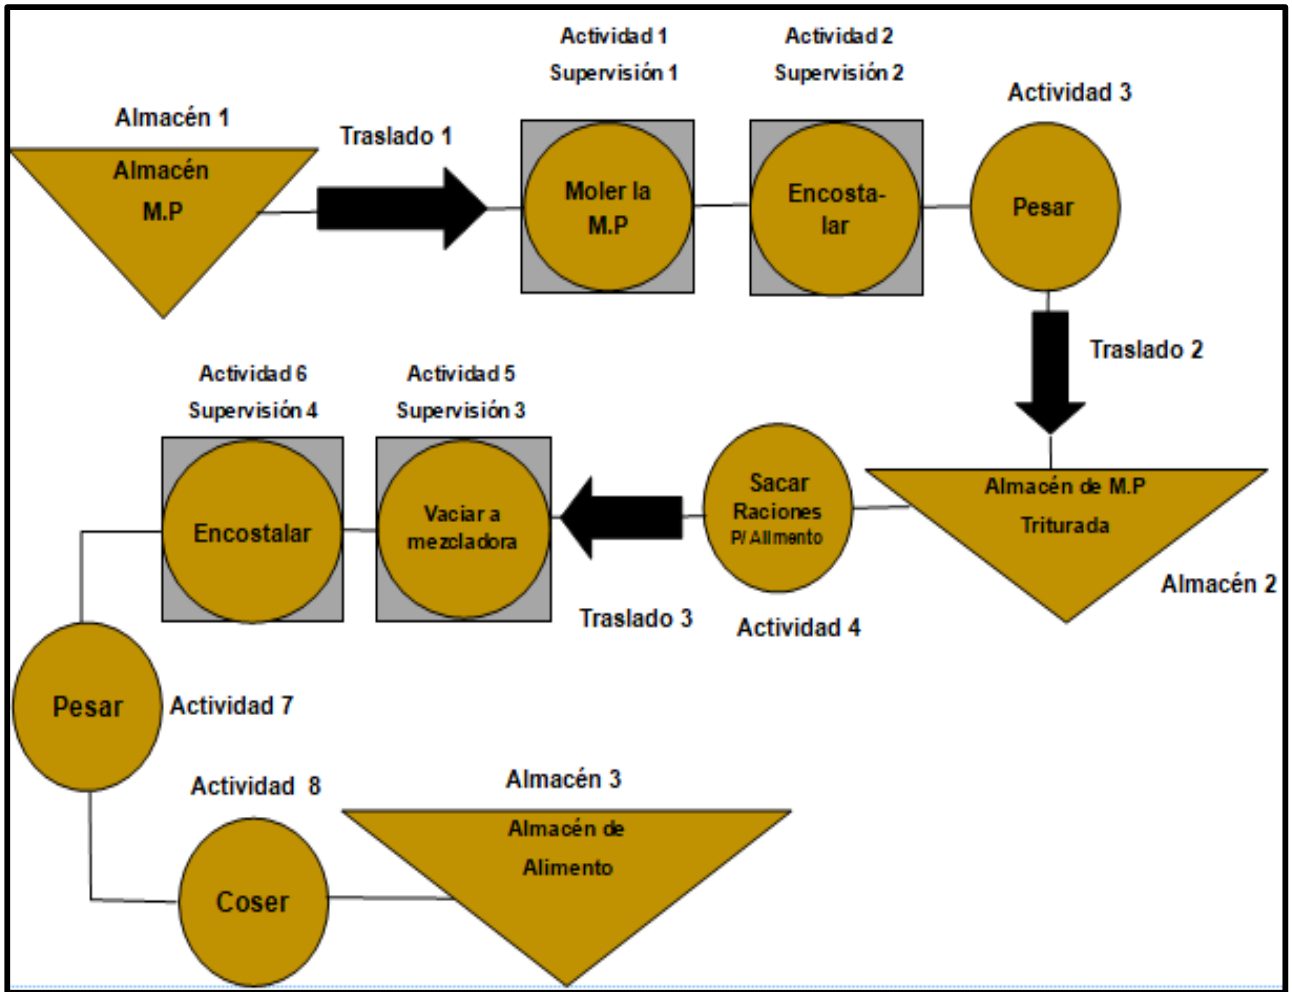 Almacén 1
Almacén
M.P
Traslado 1
Actividad 1
Supervisión 1
Moler la
M.P
Actividad 2
Supervisión 2
Encosta-
lar
Actividad 3
Pesar
Traslado 2
Almacén de M.P
Triturada
Almacén 2
Sacar
Raciones
P/ Alimento
Actividad 4
Traslado 3
Actividad 5
Supervisión 3
Vaciar a
mezcladora
Actividad 6
Supervisión 4
Encostalar
Pesar
Actividad 7
Actividad 8
Coser
Almacén 3
Almacén de
Alimento